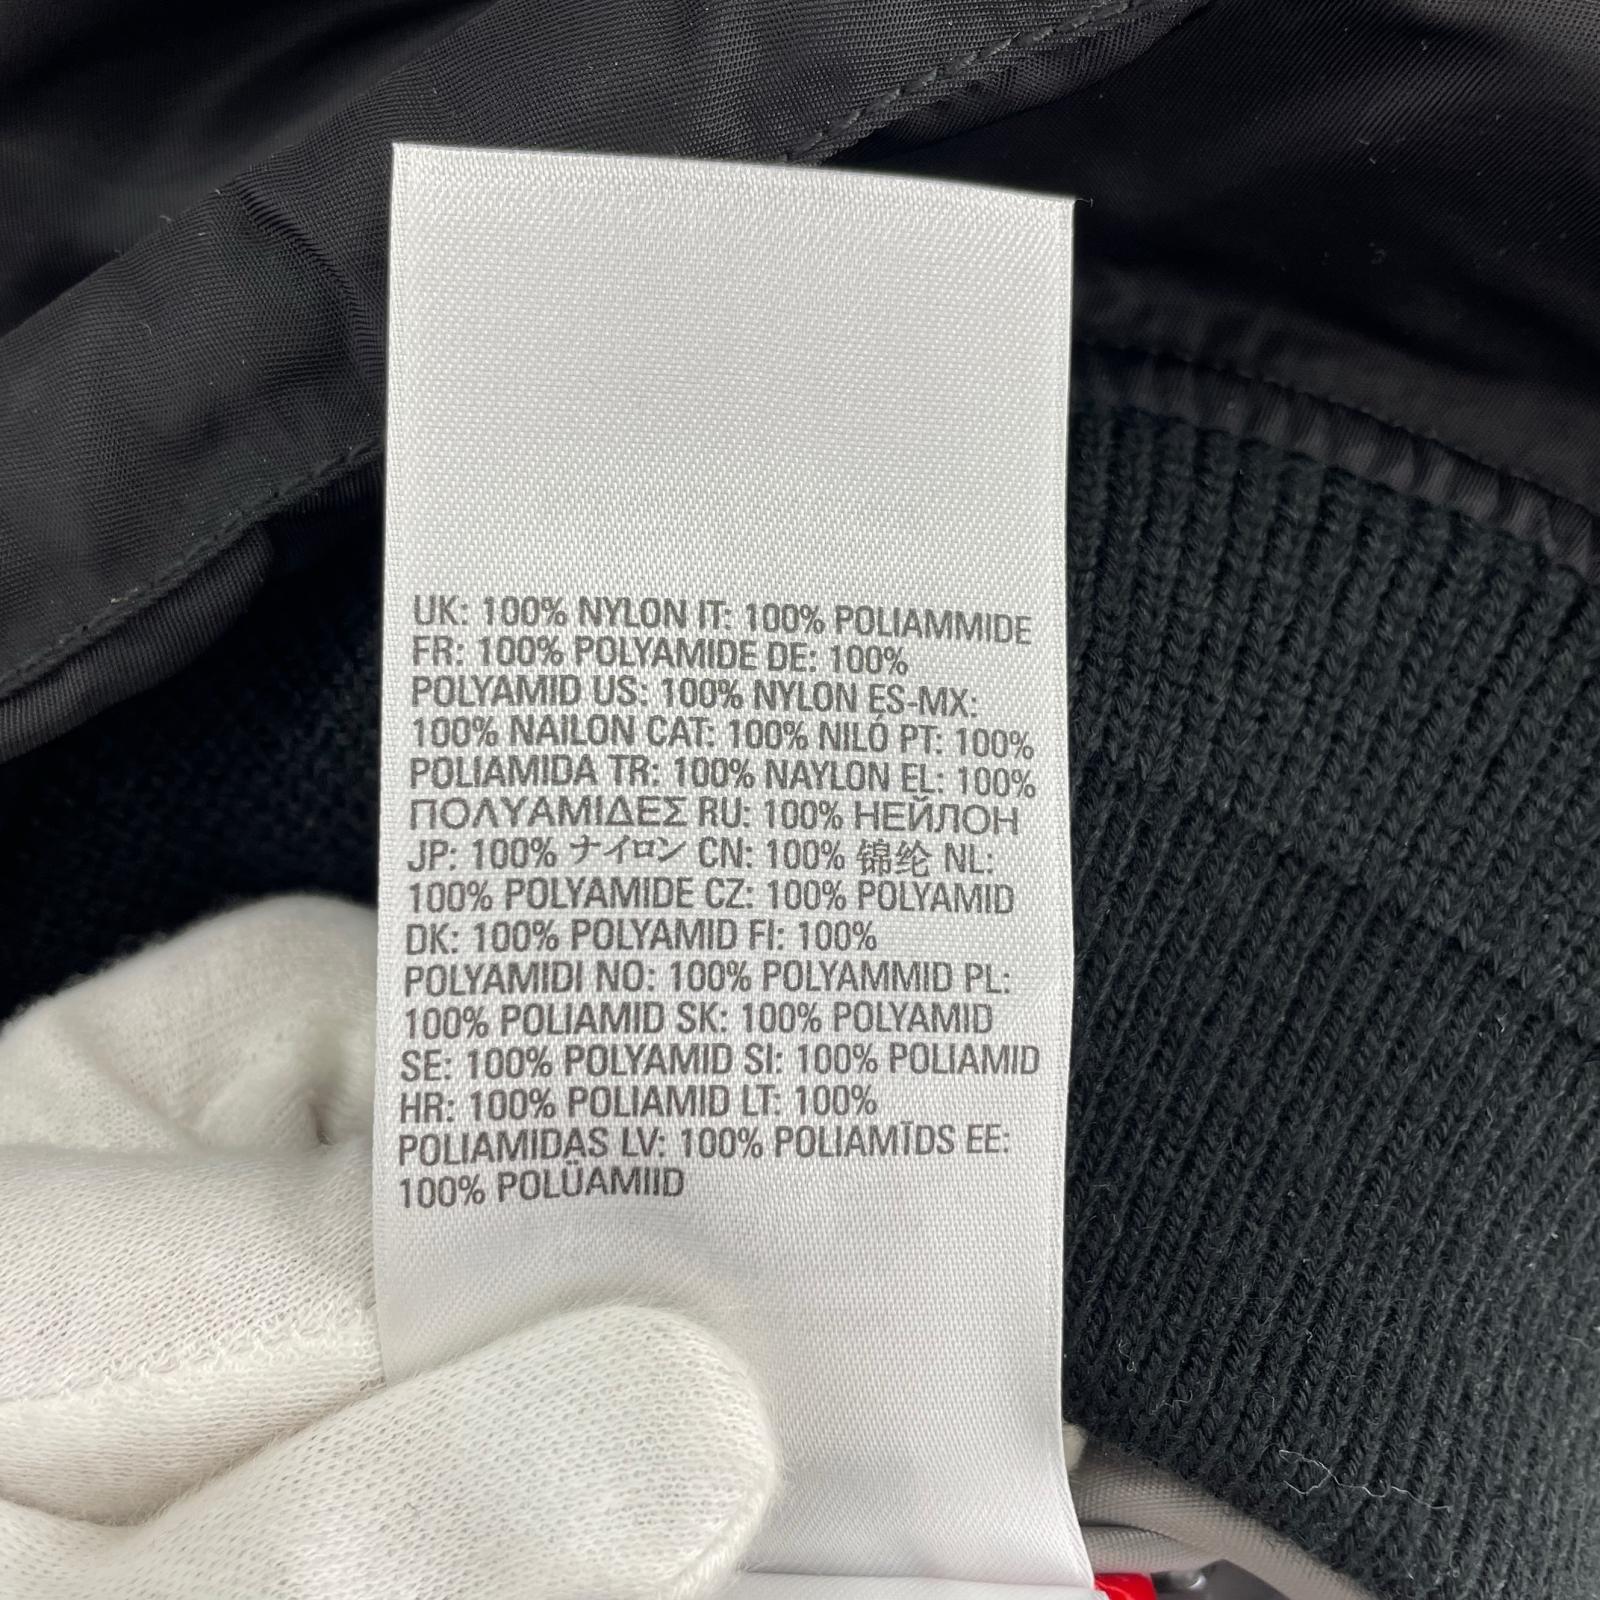 UK: 100% NYLON IT: 100% POLIAMMIDE
FR: 100% POLYAMIDE DE: 100%
POLYAMID US: 100% NYLON ES-MX:
100% NAILON CAT: 100% NILÓ PT: 100%
POLIAMIDA TR: 100% NAYLON EL: 100%
ΠΟΛΥΑΜΙΔΕΣ RU: 100% НЕЙЛОН
JP: 100% ナイロン CN: 100% 锦纶 NL:
100% POLYAMIDE CZ: 100% POLYAMID
DK: 100% POLYAMID FI: 100%
POLYAMIDI NO: 100% POLYAMMID PL:
100% POLIAMID SK: 100% POLYAMID
SE: 100% POLYAMID SI: 100% POLIAMID
HR: 100% POLIAMID LT: 100%
POLIAMIDAS LV: 100% POLIAMĪDS EE:
100% POLÜAMIID